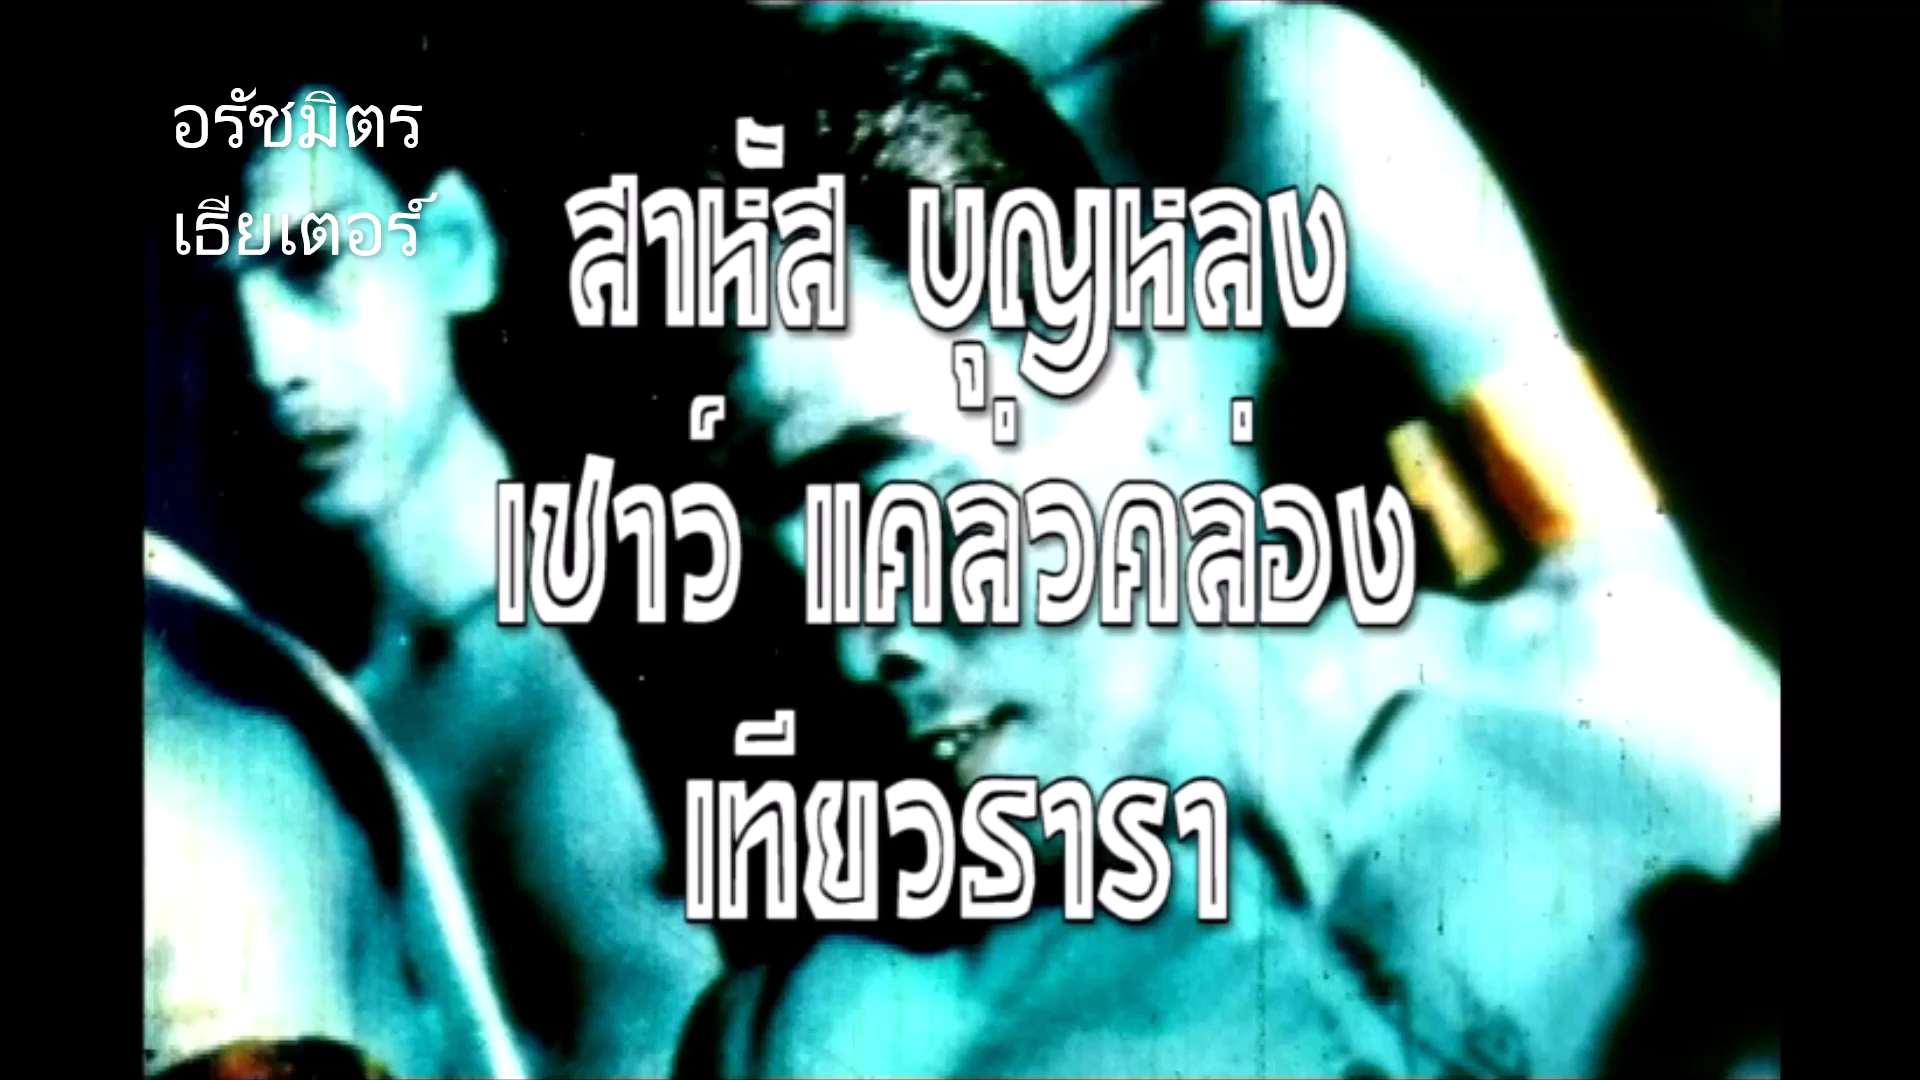 อรัชมิตร
เธียเตอร์
สาหัส บุญหลง
เชาว์ แคล่วคล่อง
เทียวธารา